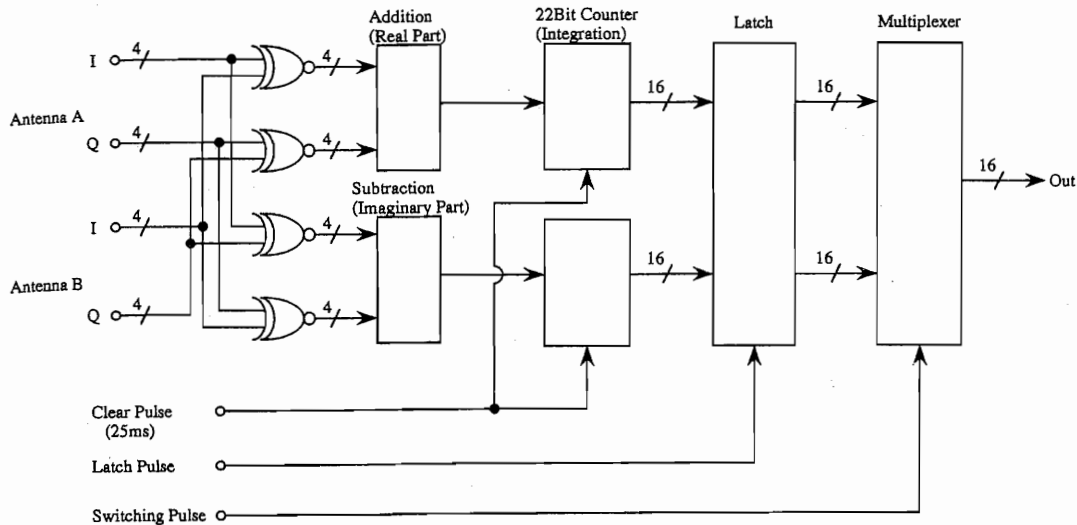 Addition
(Real Part)
22Bit Counter
(Integration)
Latch
Multiplexer
I
4
4
16
16
Antenna A
Q
4
4
16
Out
Subtraction
(Imaginary Part)
I
4
4
16
16
Antenna B
Q
4
4
Clear Pulse
(25ms)
Latch Pulse
Switching Pulse